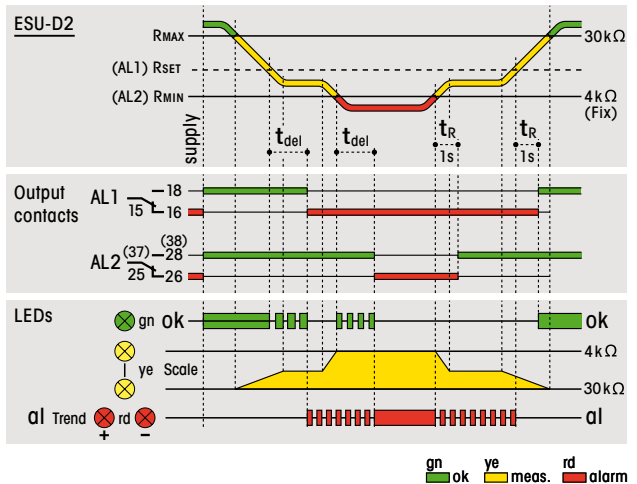 ESU-D2
RMAX
30kΩ
(AL1) RSET
(AL2) RMIN
4kΩ
(Fix)
supply
tdel
tdel
tR
1s
tR
1s
Output
contacts
AL1
18
15
16
(37)
(38)
AL2
28
25
26
LEDs
gn ok
ok
4kΩ
ye Scale
30kΩ
al Trend rd
+ −
al
gn
ok
ye
meas.
rd
alarm